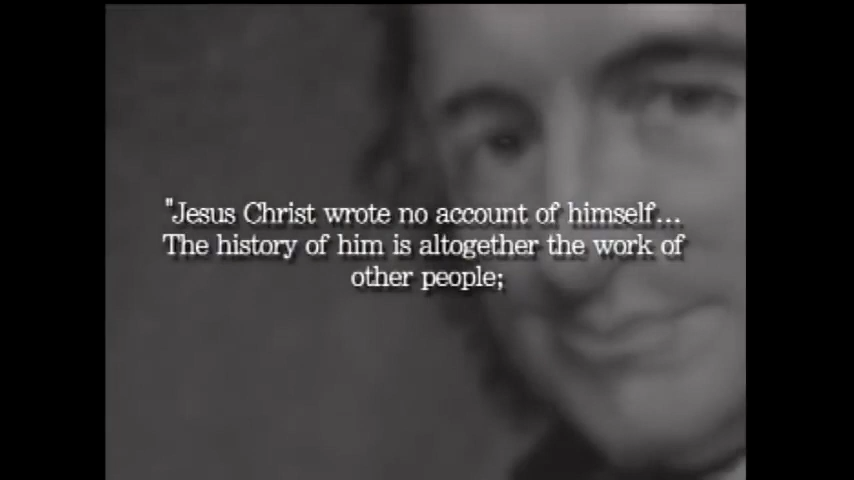 "Jesus Christ wrote no account of himself...
The history of him is altogether the work of
other people;